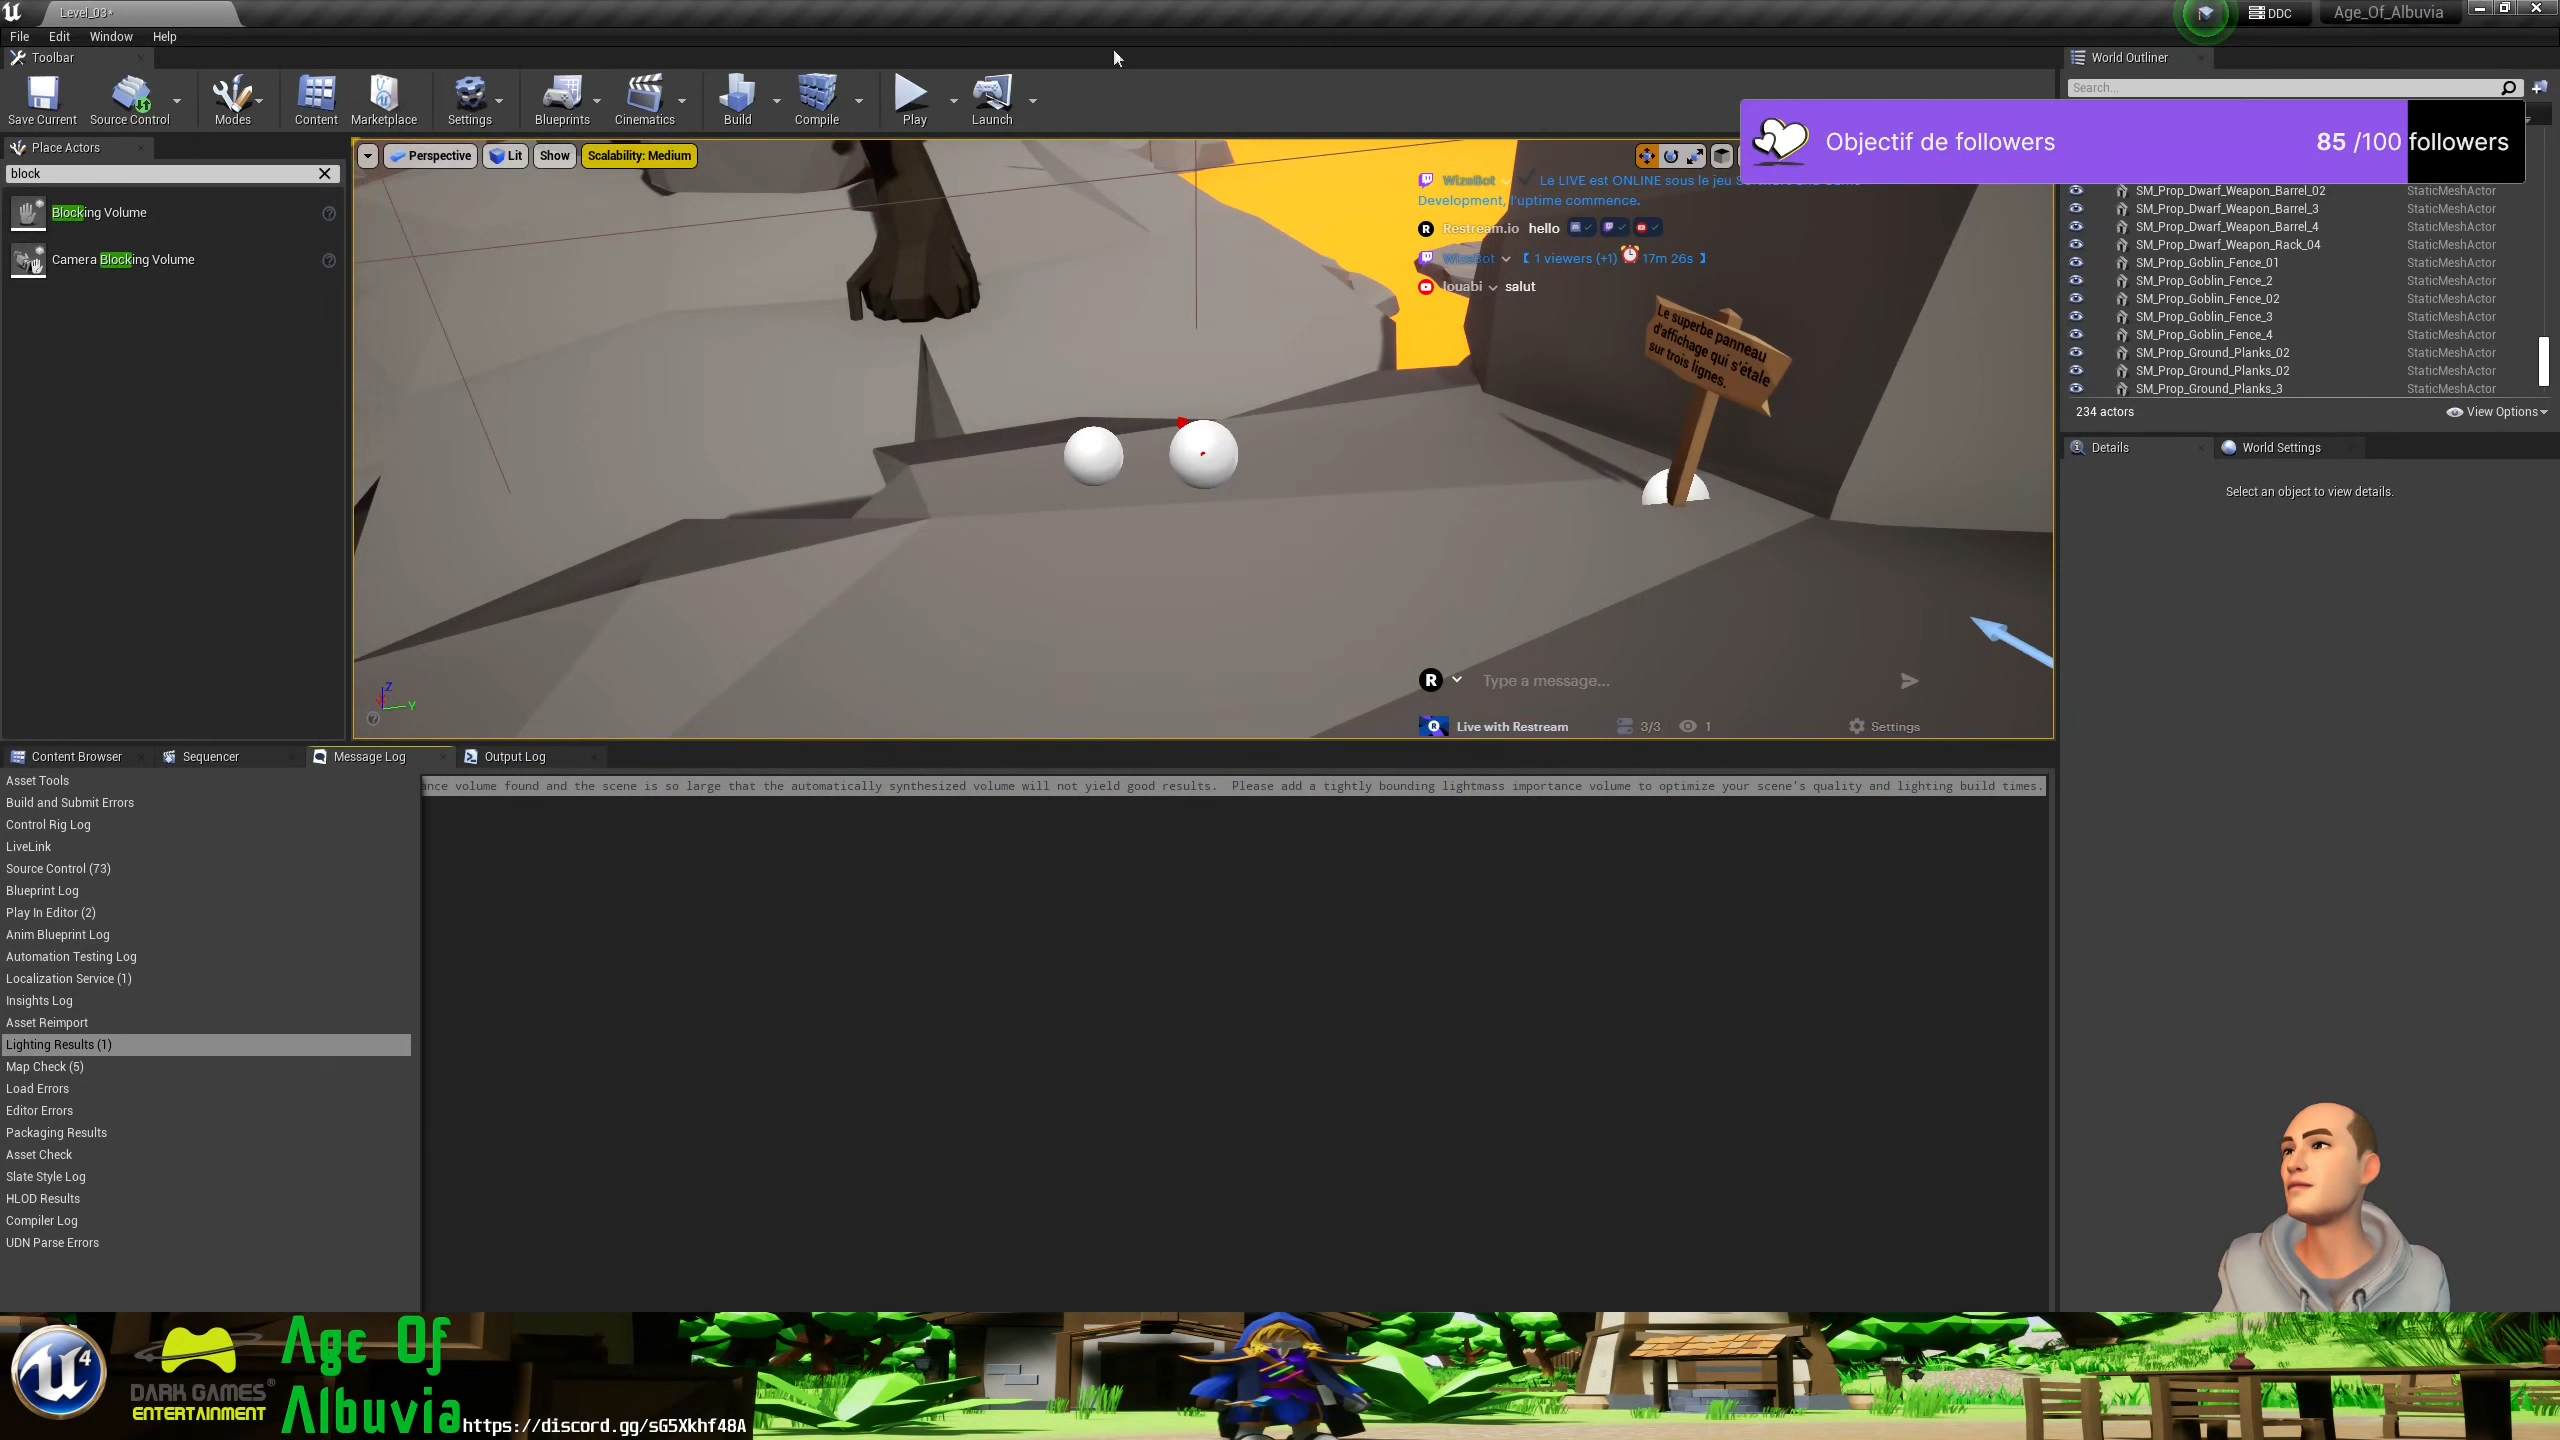 Level_03*
DDC
Age_Of_Albuvia
File Edit Window Help
Toolbar
World Outliner
Search...
Save Current
Source Control
Modes
Content
Marketplace
Settings
Blueprints
Cinematics
Build
Compile
Play
Launch
Objectif de followers
85 /100 followers
Place Actors
block
Blocking Volume
Camera Blocking Volume
Perspective
Lit
Show
Scalability: Medium
WizeBot Le LIVE est ONLINE sous le jeu
Development, l'uptime commence.
Restream.io hello
WizeBot 【 1 viewers (+1) 17m 26s 】
louabi salut
Le superbe panneau
d'affichage qui s'étale
sur trois lignes.
Type a message...
Live with Restream 3/3 1 Settings
Z
Y
SM_Prop_Dwarf_Weapon_Barrel_02 StaticMeshActor
SM_Prop_Dwarf_Weapon_Barrel_3 StaticMeshActor
SM_Prop_Dwarf_Weapon_Barrel_4 StaticMeshActor
SM_Prop_Dwarf_Weapon_Rack_04 StaticMeshActor
SM_Prop_Goblin_Fence_01 StaticMeshActor
SM_Prop_Goblin_Fence_2 StaticMeshActor
SM_Prop_Goblin_Fence_02 StaticMeshActor
SM_Prop_Goblin_Fence_3 StaticMeshActor
SM_Prop_Goblin_Fence_4 StaticMeshActor
SM_Prop_Ground_Planks_02 StaticMeshActor
SM_Prop_Ground_Planks_02 StaticMeshActor
SM_Prop_Ground_Planks_3 StaticMeshActor
234 actors
View Options
Details
World Settings
Select an object to view details.
Content Browser
Sequencer
Message Log
Output Log
Asset Tools
Build and Submit Errors
Control Rig Log
LiveLink
Source Control (73)
Blueprint Log
Play In Editor (2)
Anim Blueprint Log
Automation Testing Log
Localization Service (1)
Insights Log
Asset Reimport
Lighting Results (1)
Map Check (5)
Load Errors
Editor Errors
Packaging Results
Asset Check
Slate Style Log
HLOD Results
Compiler Log
UDN Parse Errors
ance volume found and the scene is so large that the automatically synthesized volume will not yield good results. Please add a tightly bounding lightmass importance volume to optimize your scene's quality and lighting build times.
4
DARK GAMES®
ENTERTAINMENT
Age Of
Albuvia
https://discord.gg/sG5Xkhf48A